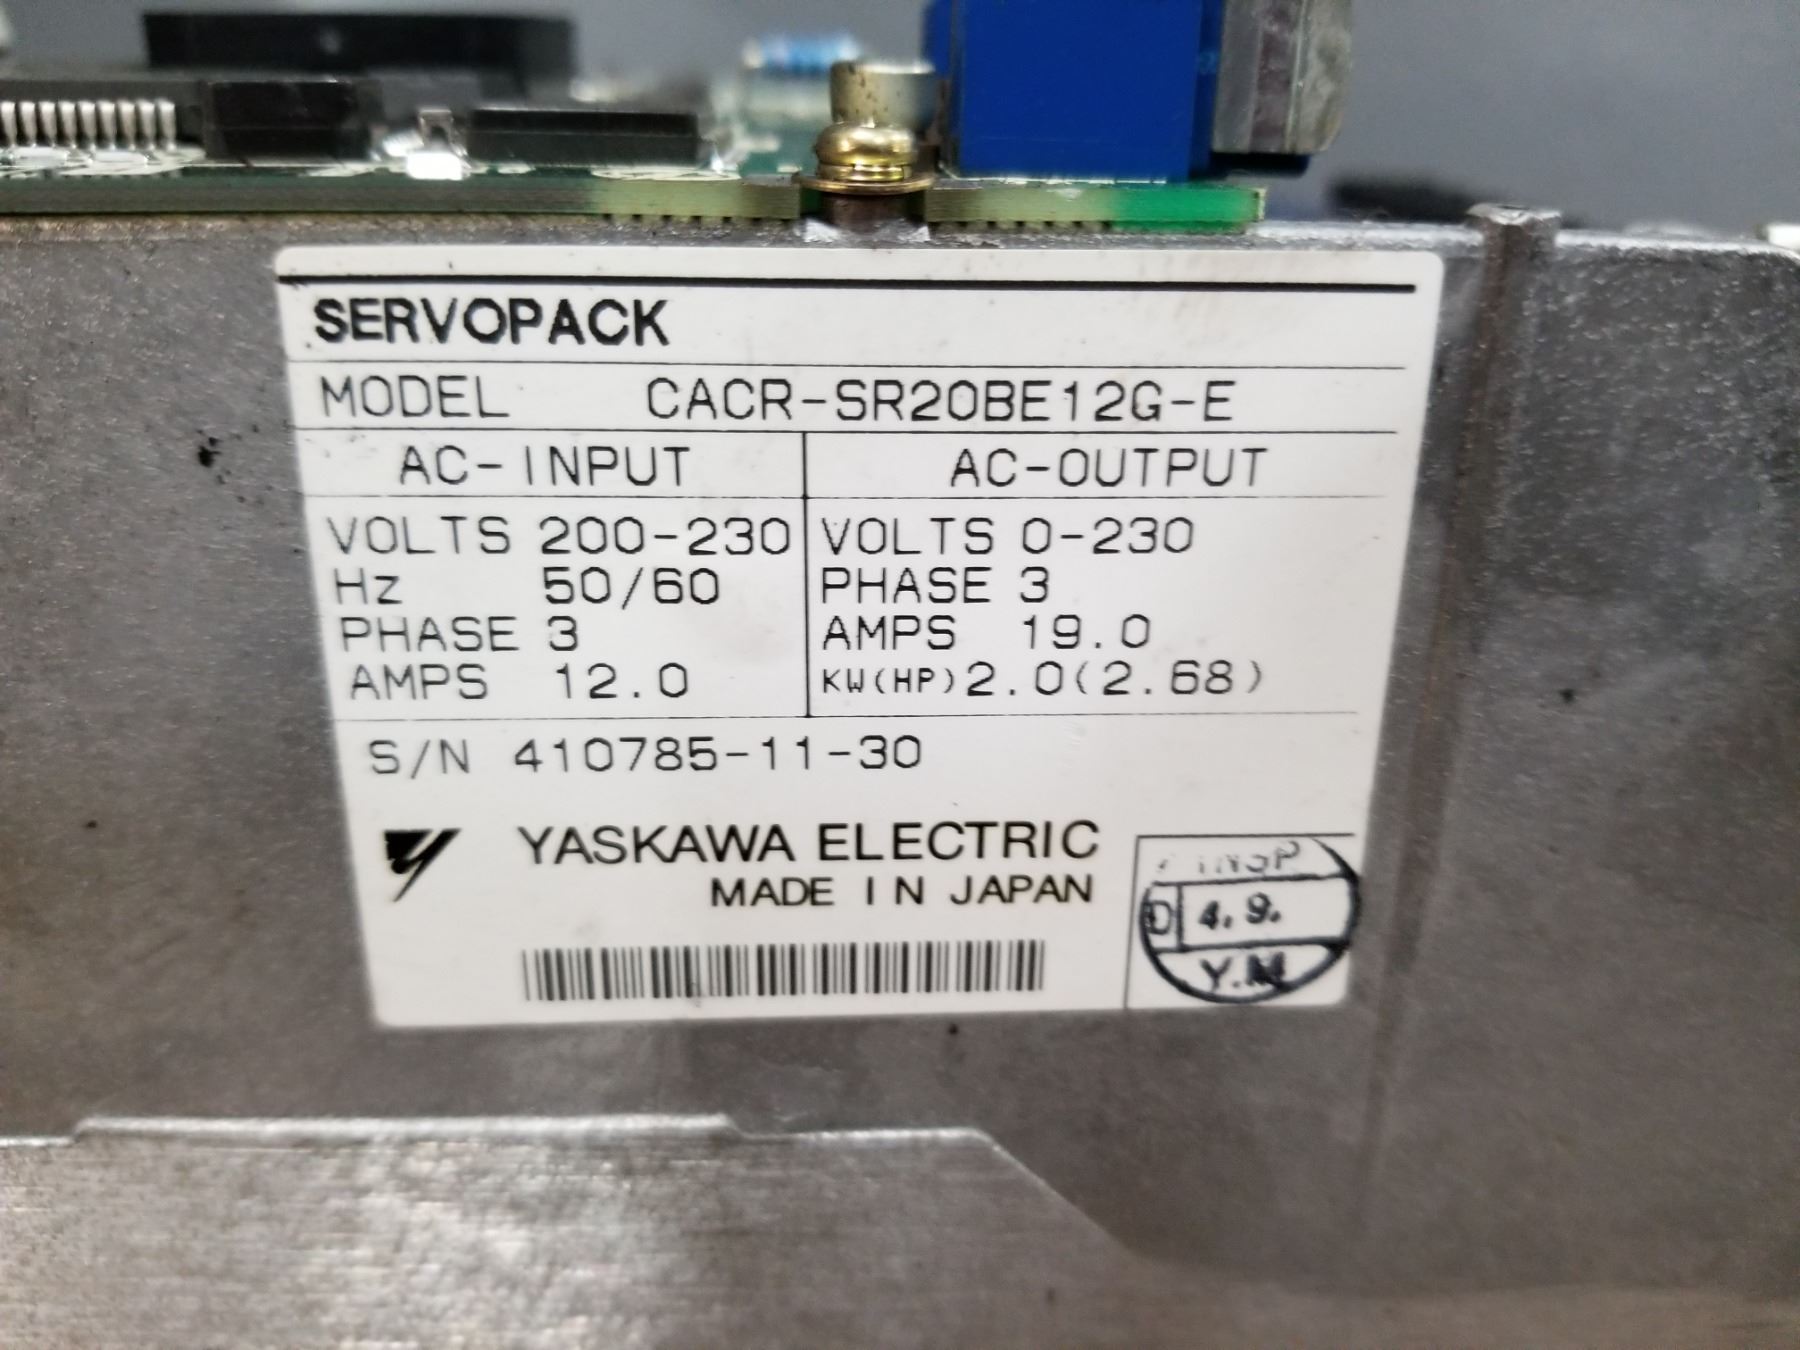 SERVOPACK
MODEL CACR-SR20BE12G-E
AC-INPUT AC-OUTPUT
VOLTS 200-230 VOLTS 0-230
Hz 50/60 PHASE 3
PHASE 3 AMPS 19.0
AMPS 12.0 KW(HP) 2.0(2.68)
S/N 410785-11-30
YASKAWA ELECTRIC
MADE IN JAPAN
INSP
D 4.9.
Y.M